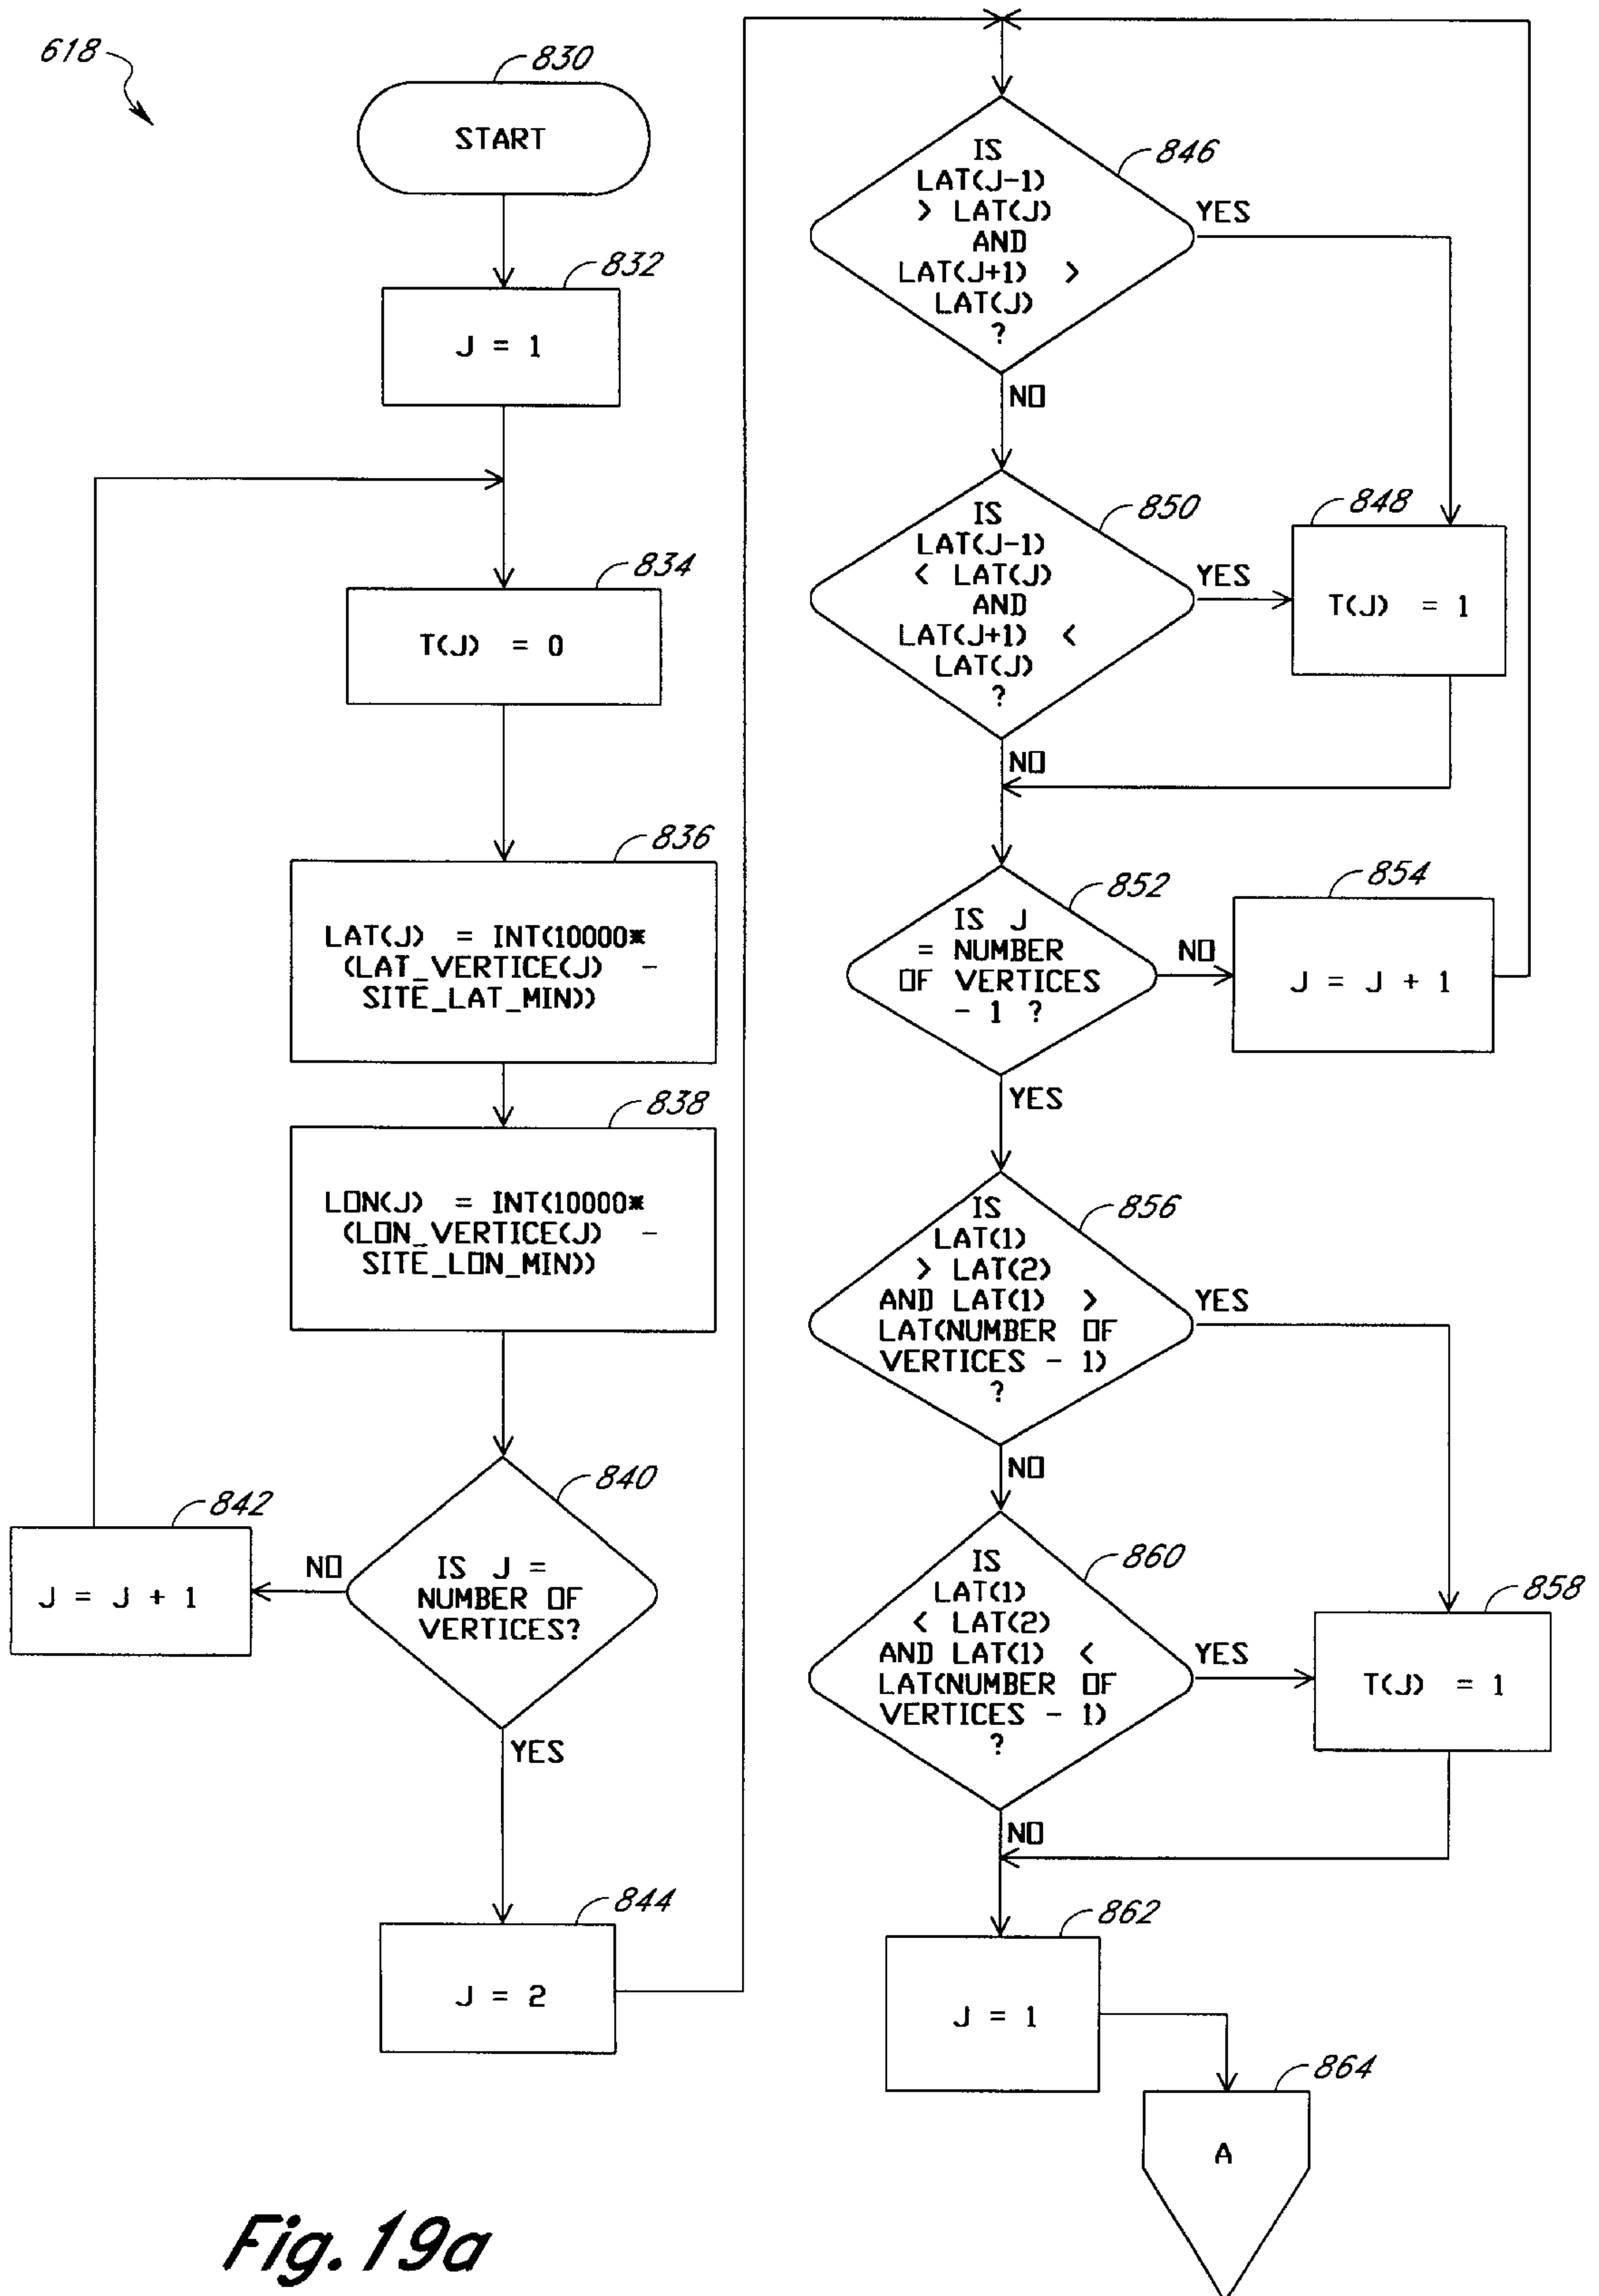 618
830
START
832
J = 1
834
T(J) = 0
836
LAT(J) = INT(10000*
(LAT_VERTICE(J) -
SITE_LAT_MIN))
838
LON(J) = INT(10000*
(LON_VERTICE(J) -
SITE_LON_MIN))
840
IS J =
NUMBER OF
VERTICES?
NO
842
J = J + 1
YES
844
J = 2
846
IS
LAT(J-1)
> LAT(J)
AND
LAT(J+1) >
LAT(J)
?
YES
NO
848
T(J) = 1
850
IS
LAT(J-1)
< LAT(J)
AND
LAT(J+1) <
LAT(J)
?
YES
NO
852
IS J
= NUMBER
OF VERTICES
- 1 ?
NO
854
J = J + 1
YES
856
IS
LAT(1)
> LAT(2)
AND LAT(1) >
LAT(NUMBER OF
VERTICES - 1)
?
YES
NO
858
T(J) = 1
860
IS
LAT(1)
< LAT(2)
AND LAT(1) <
LAT(NUMBER OF
VERTICES - 1)
?
YES
NO
862
J = 1
864
A
Fig. 19a